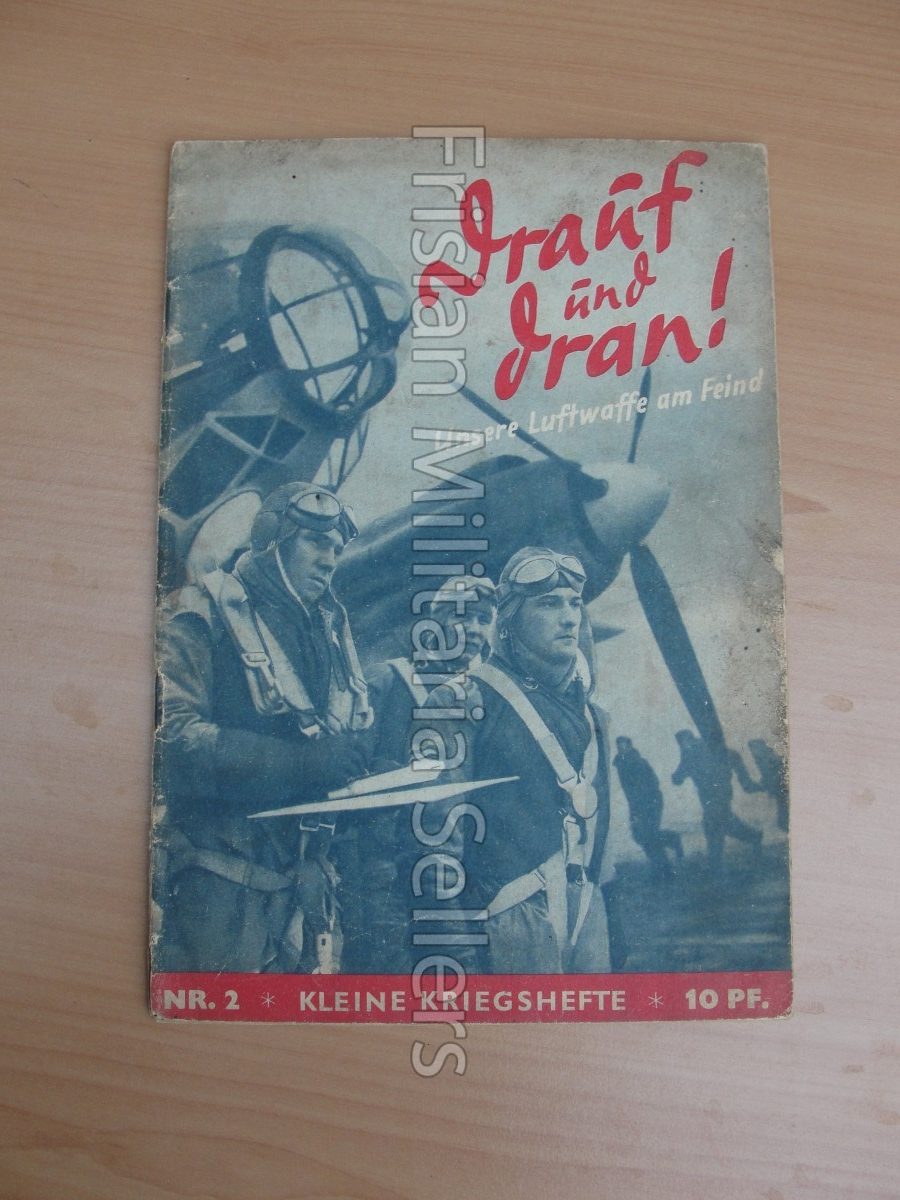 Drauf
und
dran!
Unsere Luftwaffe am Feind
NR. 2 * KLEINE KRIEGSHEFTE * 10 PF.
Frisian Militaria Sellers